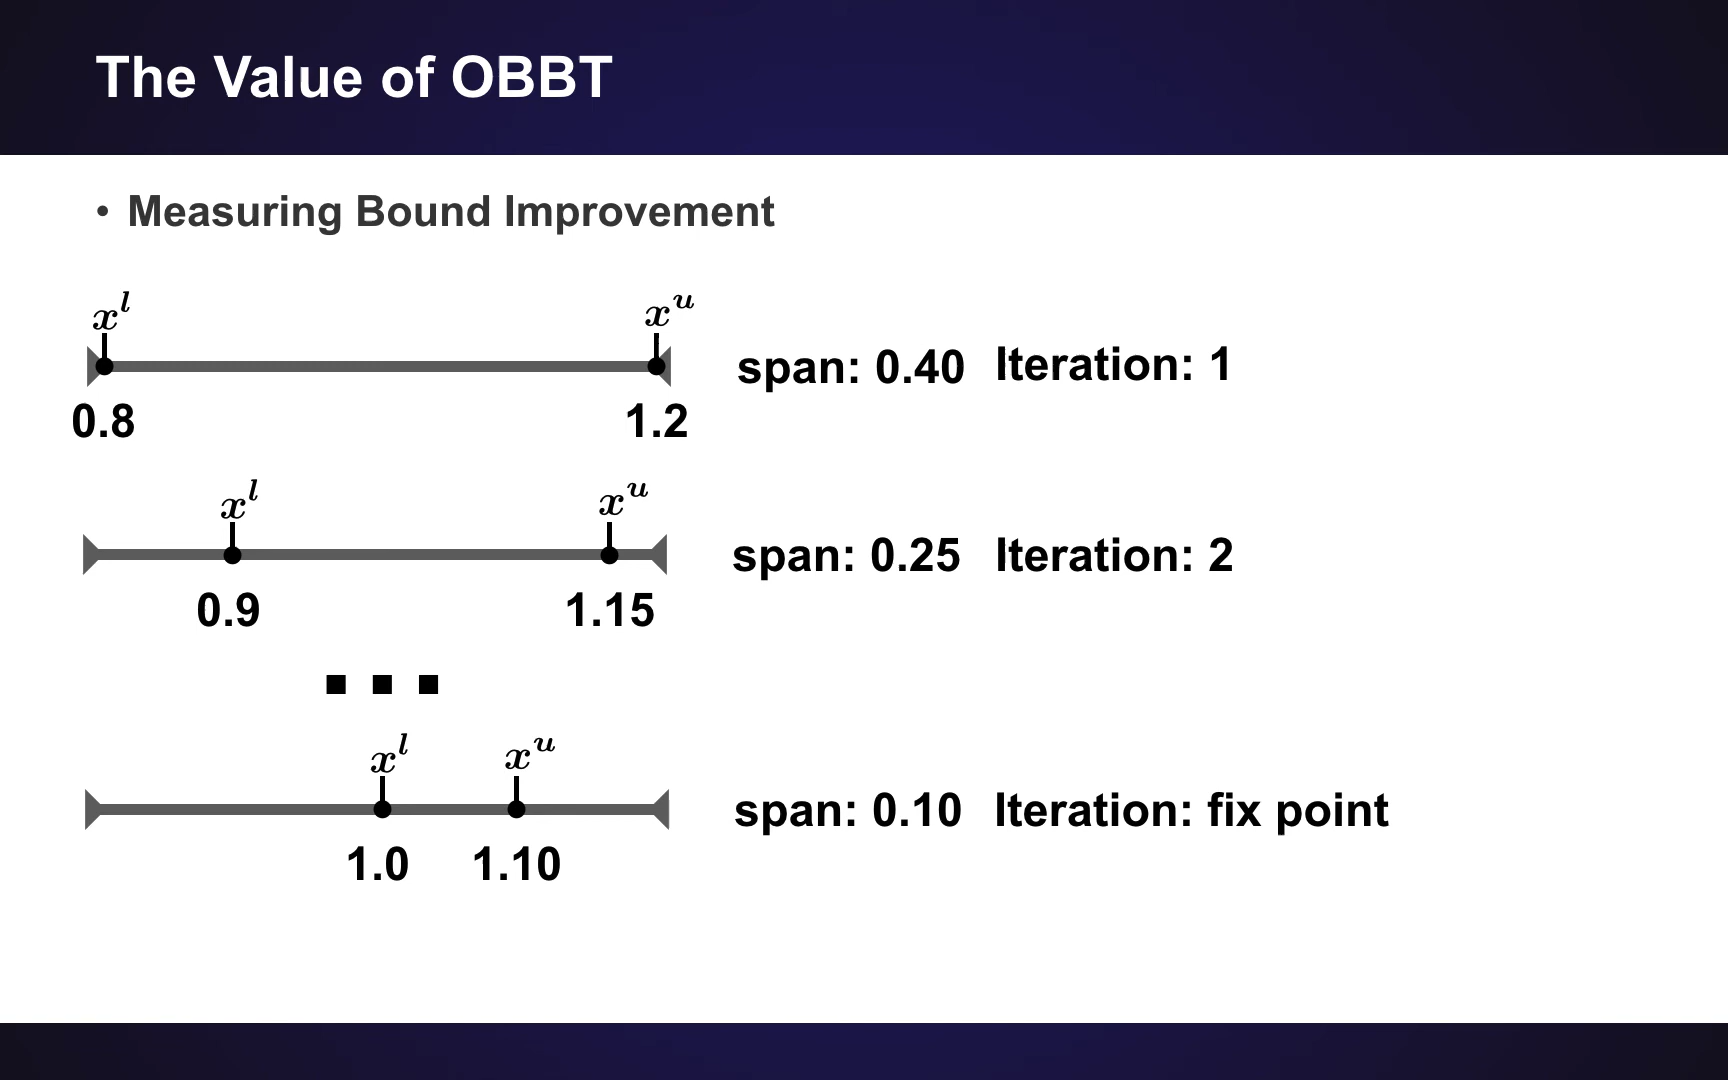 The Value of OBBT
• Measuring Bound Improvement
x^l x^u
span: 0.40 Iteration: 1
0.8 1.2
x^l x^u
span: 0.25 Iteration: 2
0.9 1.15
...
x^l x^u
span: 0.10 Iteration: fix point
1.0 1.10